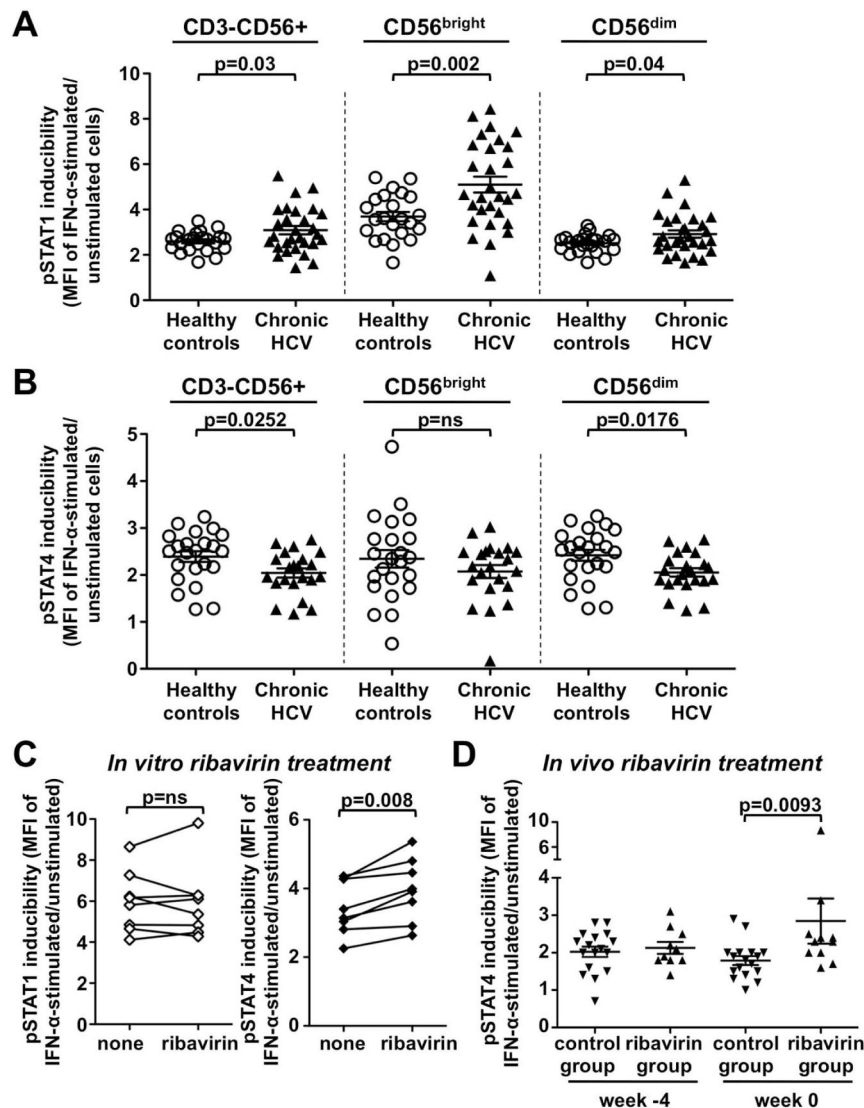 A
CD3-CD56+ CD56bright CD56dim
p=0.03 p=0.002 p=0.04
pSTAT1 inducibility
(MFI of IFN-α-stimulated/
unstimulated cells)
10
8
6
4
2
0
Healthy controls Chronic HCV Healthy controls Chronic HCV Healthy controls Chronic HCV
B
CD3-CD56+ CD56bright CD56dim
p=0.0252 p=ns p=0.0176
pSTAT4 inducibility
(MFI of IFN-α-stimulated/
unstimulated cells)
5
4
3
2
1
0
Healthy controls Chronic HCV Healthy controls Chronic HCV Healthy controls Chronic HCV
C
In vitro ribavirin treatment
pSTAT1 inducibility (MFI of
IFN-α-stimulated/unstimulated)
p=ns
10
8
6
4
2
0
none ribavirin
pSTAT4 inducibility (MFI of
IFN-α-stimulated/unstimulated)
p=0.008
6
4
2
0
none ribavirin
D
In vivo ribavirin treatment
pSTAT4 inducibility (MFI of
IFN-α-stimulated/unstimulated)
p=0.0093
10
6
4
3
2
1
0
control group ribavirin group control group ribavirin group
week -4 week 0